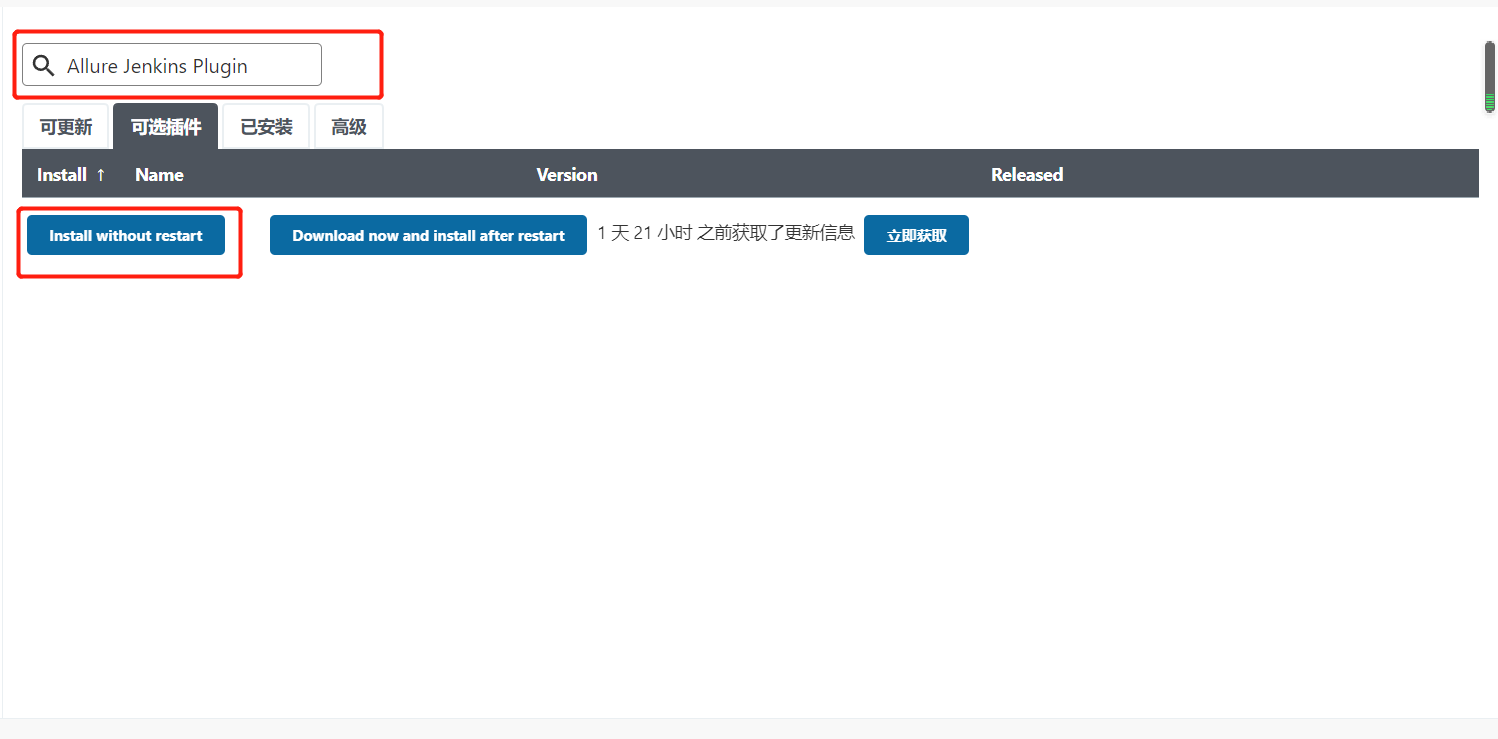 Allure Jenkins Plugin
可更新 可选插件 已安装 高级
Install ↑ Name Version Released
Install without restart Download now and install after restart 1 天 21 小时 之前获取了更新信息 立即获取